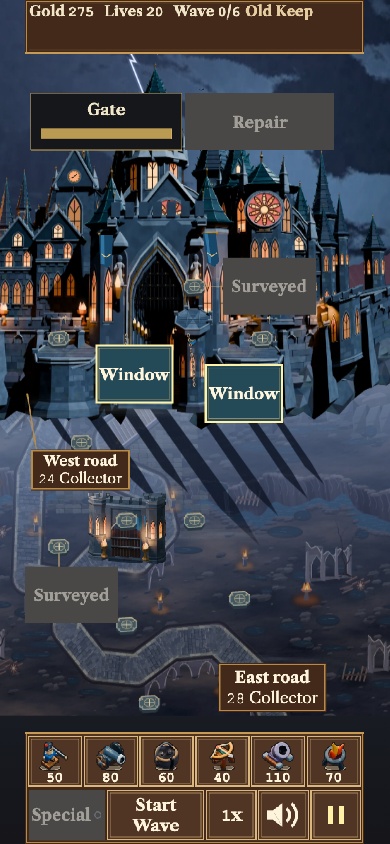 Gold 275 Lives 20 Wave 0/6 Old Keep
Gate
Repair
Surveyed
Window
Window
West road
24 Collector
Surveyed
East road
28 Collector
50 80 60 40 110 70
Special
Start
Wave
1x